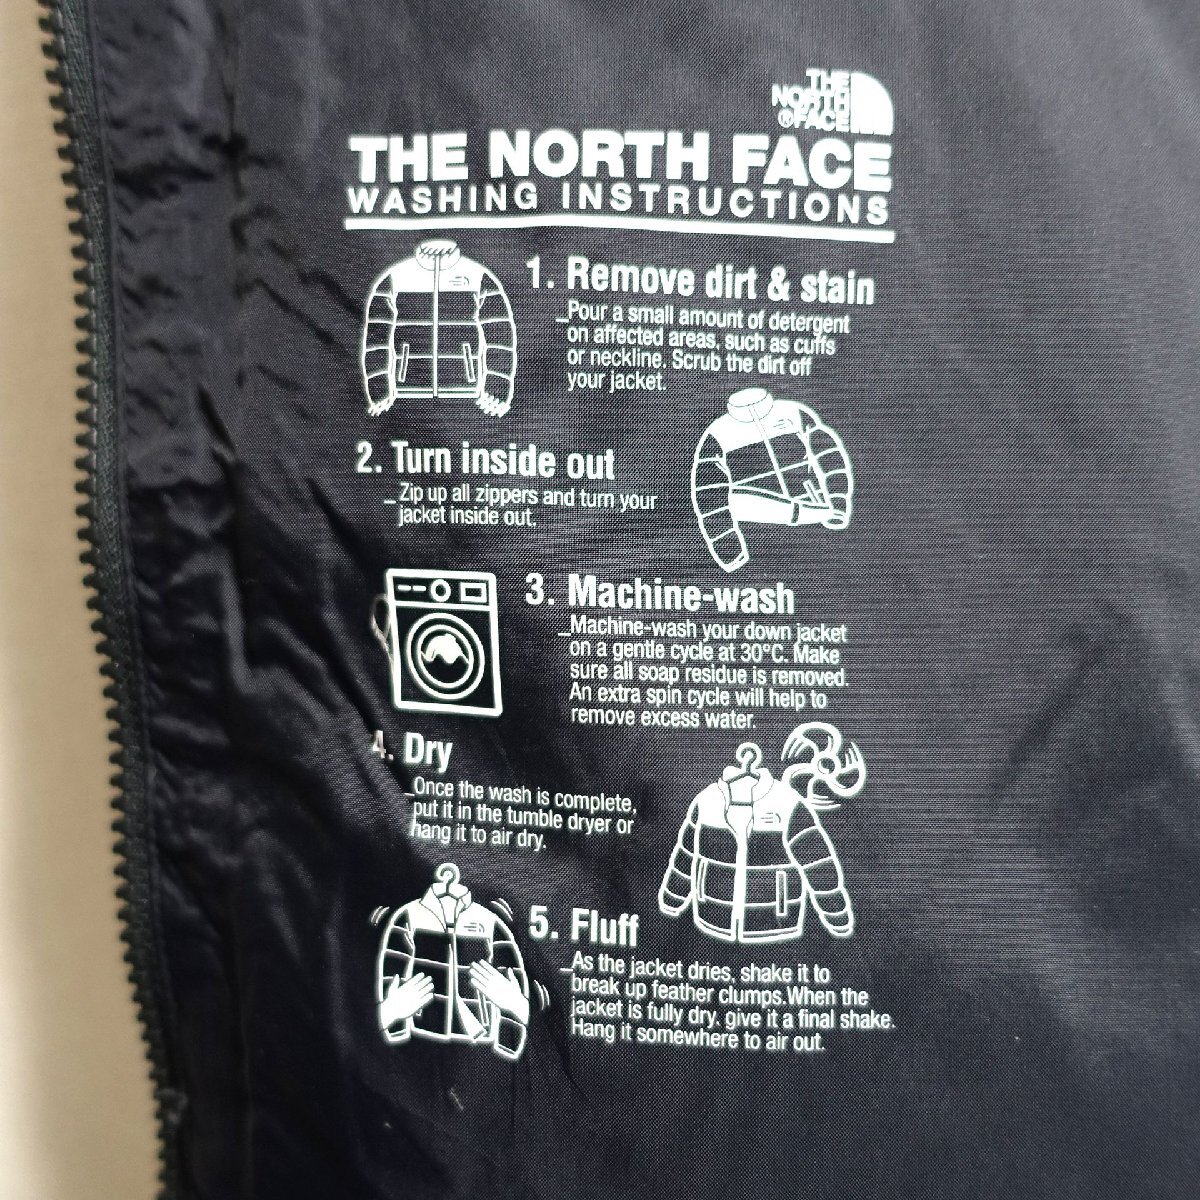 THE
NORTH
®FACE
THE NORTH FACE
WASHING INSTRUCTIONS
1. Remove dirt & stain
_Pour a small amount of detergent
on affected areas, such as cuffs
or neckline. Scrub the dirt off
your jacket.
2. Turn inside out
_Zip up all zippers and turn your
jacket inside out.
3. Machine-wash
_Machine-wash your down jacket
on a gentle cycle at 30°C. Make
sure all soap residue is removed.
An extra spin cycle will help to
remove excess water.
4. Dry
_Once the wash is complete,
put it in the tumble dryer or
hang it to air dry.
5. Fluff
_As the jacket dries, shake it to
break up feather clumps.When the
jacket is fully dry, give it a final shake.
Hang it somewhere to air out.